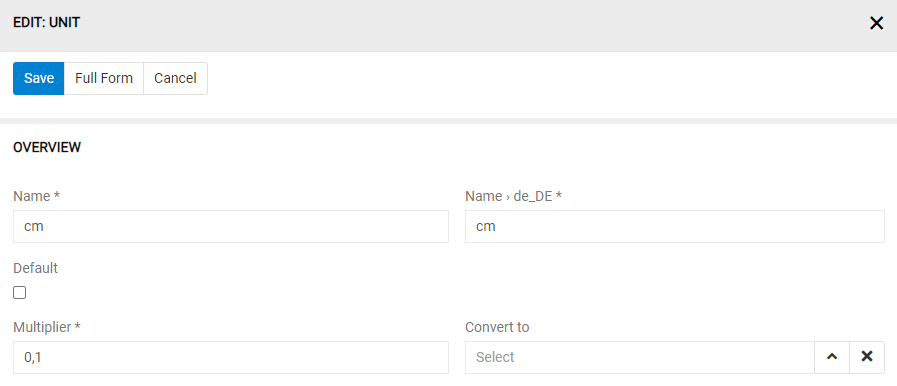 EDIT: UNIT
Save Full Form Cancel
OVERVIEW
Name * Name › de_DE *
cm cm
Default
Multiplier * Convert to
0,1 Select